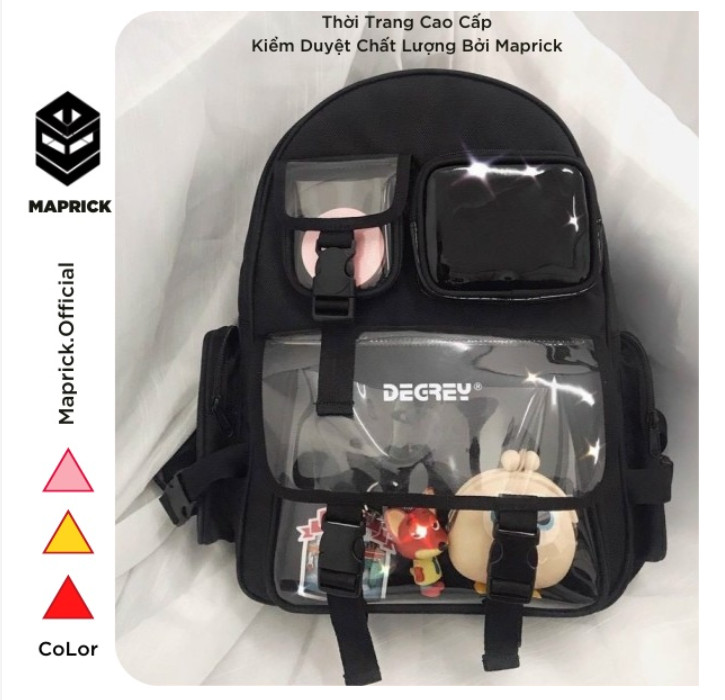 Thời Trang Cao Cấp
Kiểm Duyệt Chất Lượng Bởi Maprick
MAPRICK
Maprick.Official
DEGREY®
CoLor